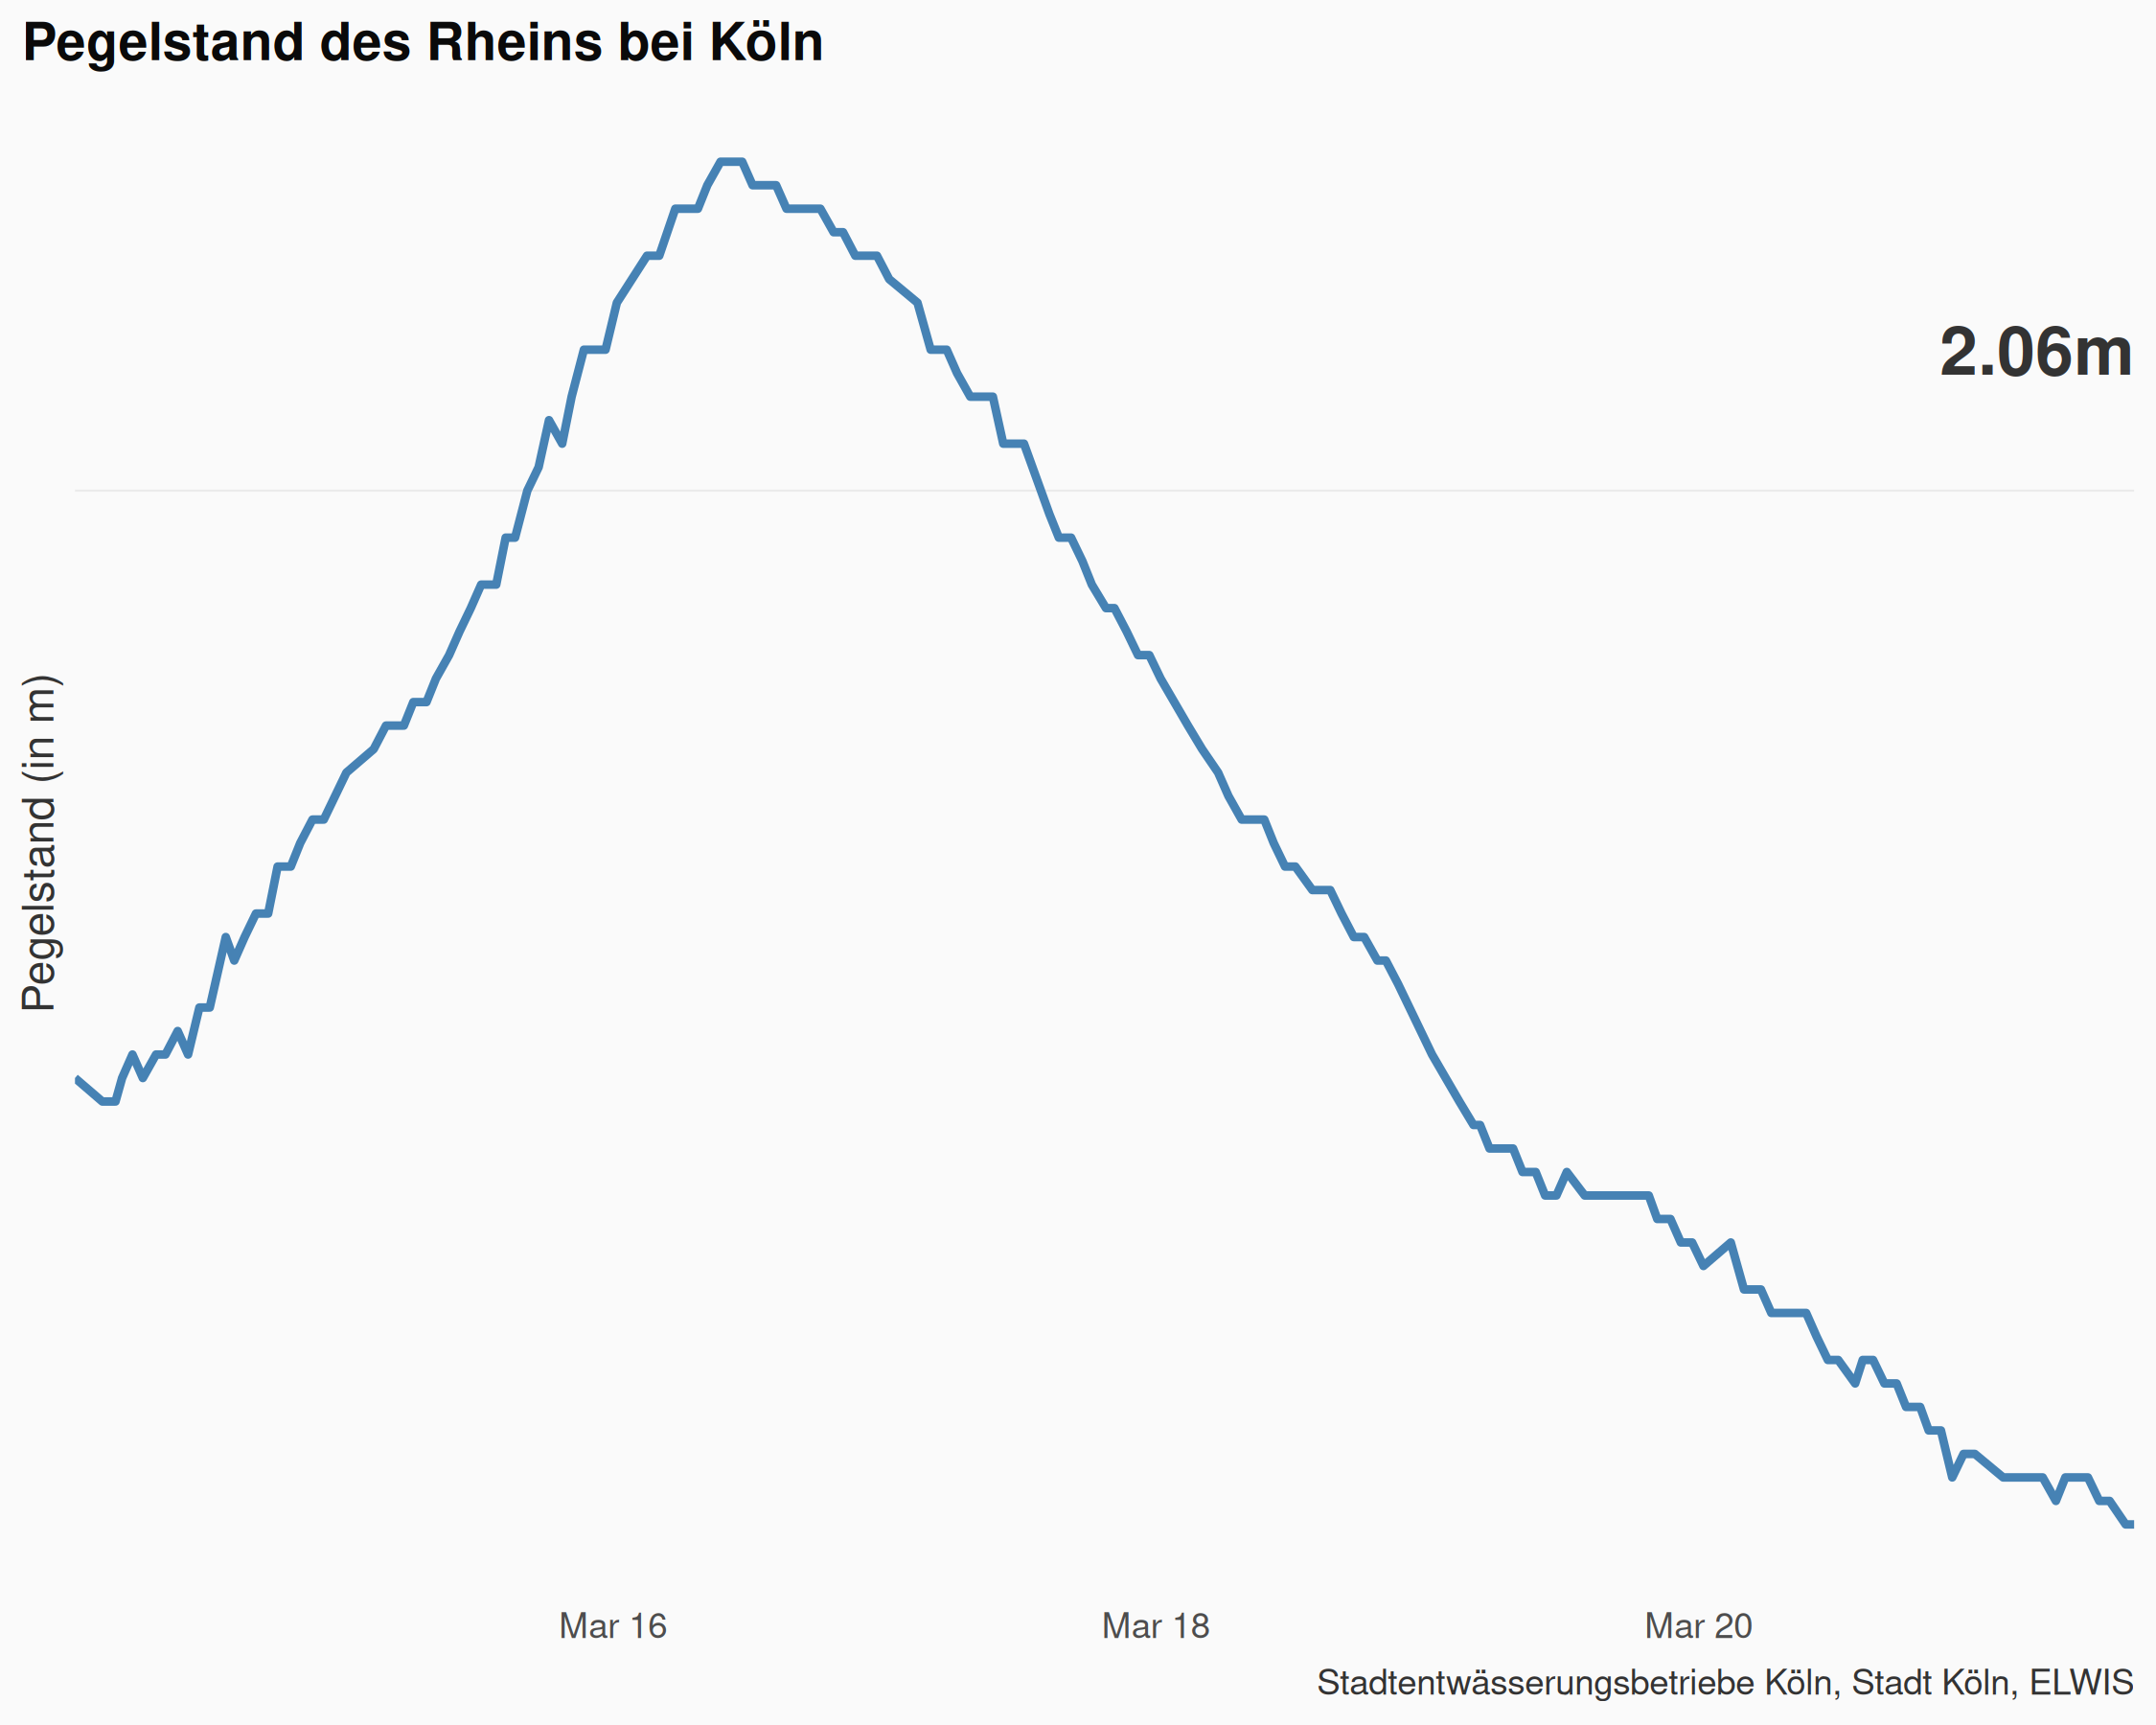 Pegelstand des Rheins bei Köln
2.06m
Pegelstand (in m)
Mar 16
Mar 18
Mar 20
Stadtentwässerungsbetriebe Köln, Stadt Köln, ELWIS